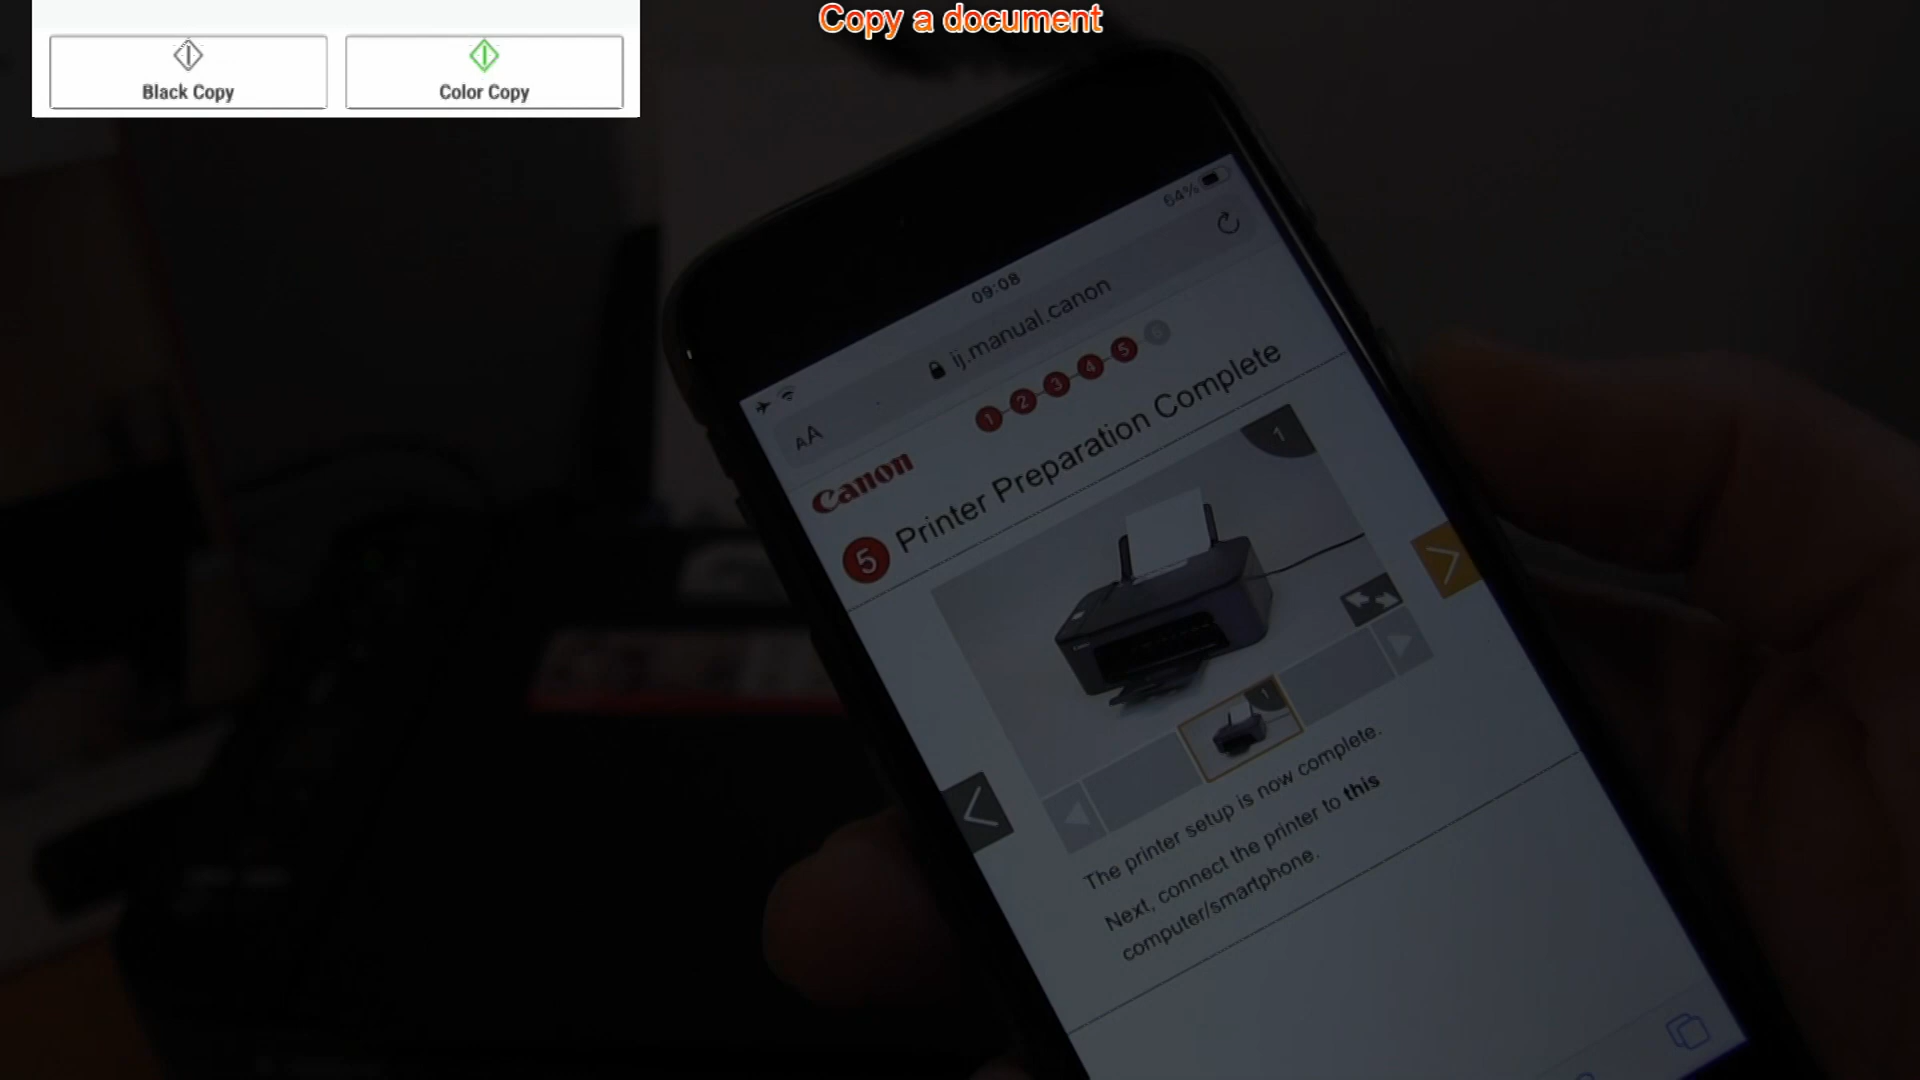 Copy a document
Black Copy
Color Copy
64%
09:08
AA
ij.manual.canon
1 2 3 4 5 6
Canon
5 Printer Preparation Complete
1
1
The printer setup is now complete.
Next, connect the printer to this
computer/smartphone.